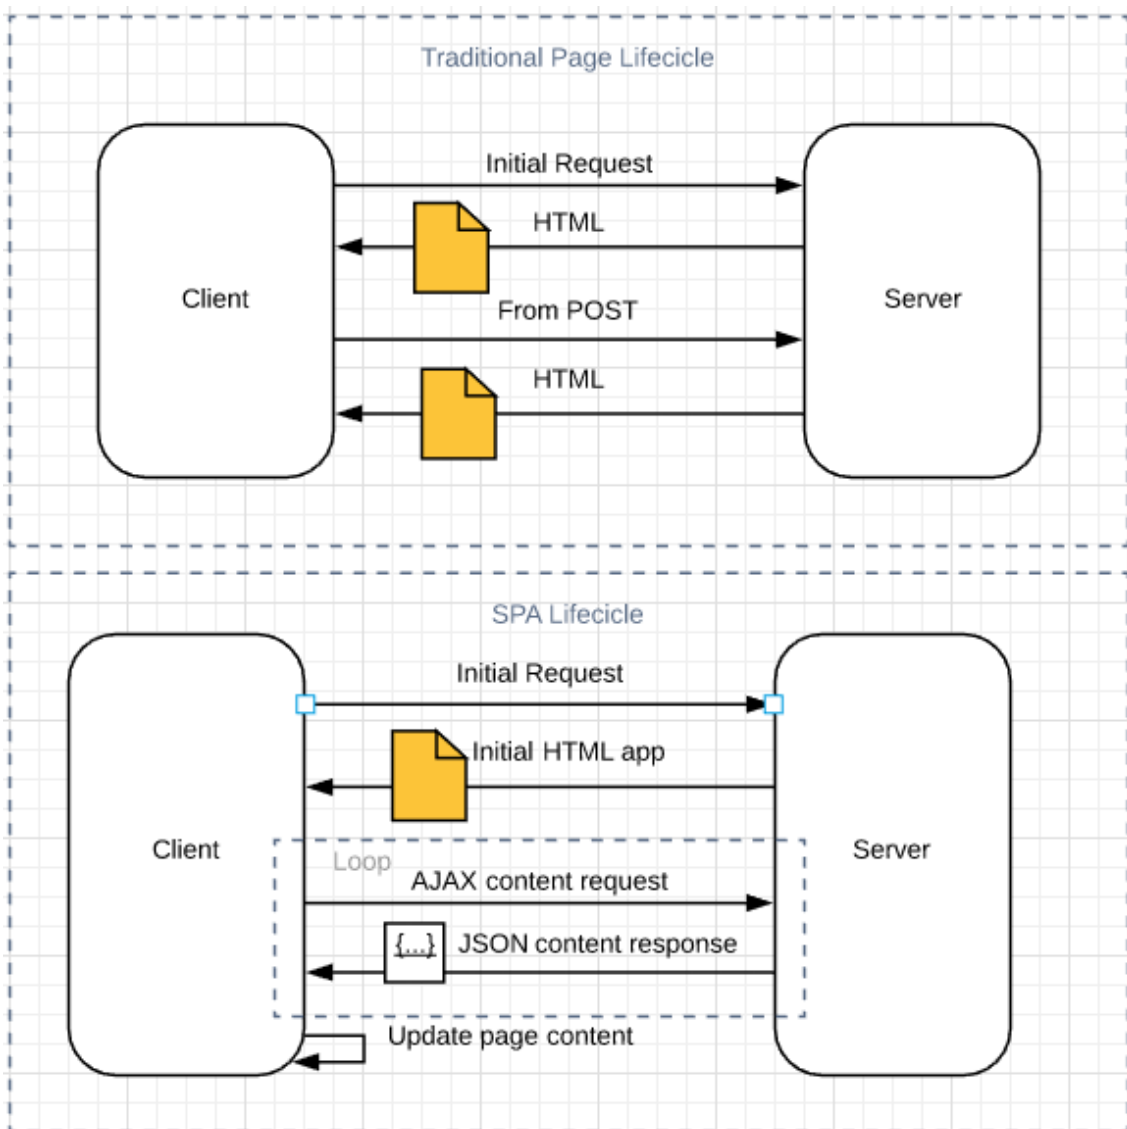 Traditional Page Lifecicle
Initial Request
HTML
Client
Server
From POST
HTML
SPA Lifecicle
Initial Request
Initial HTML app
Client
Server
Loop
AJAX content request
{...}
JSON content response
Update page content